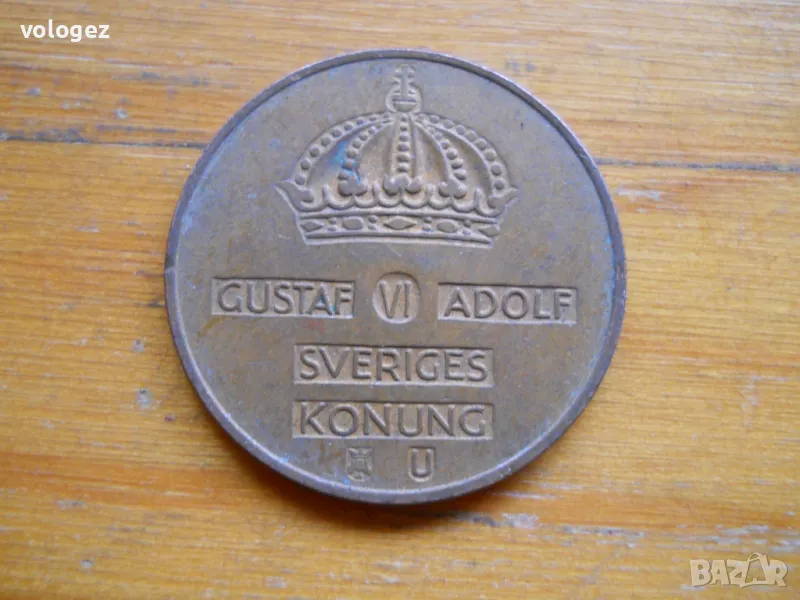 vologez
GUSTAF VI ADOLF
SVERIGES
KONUNG
U
BAZAR